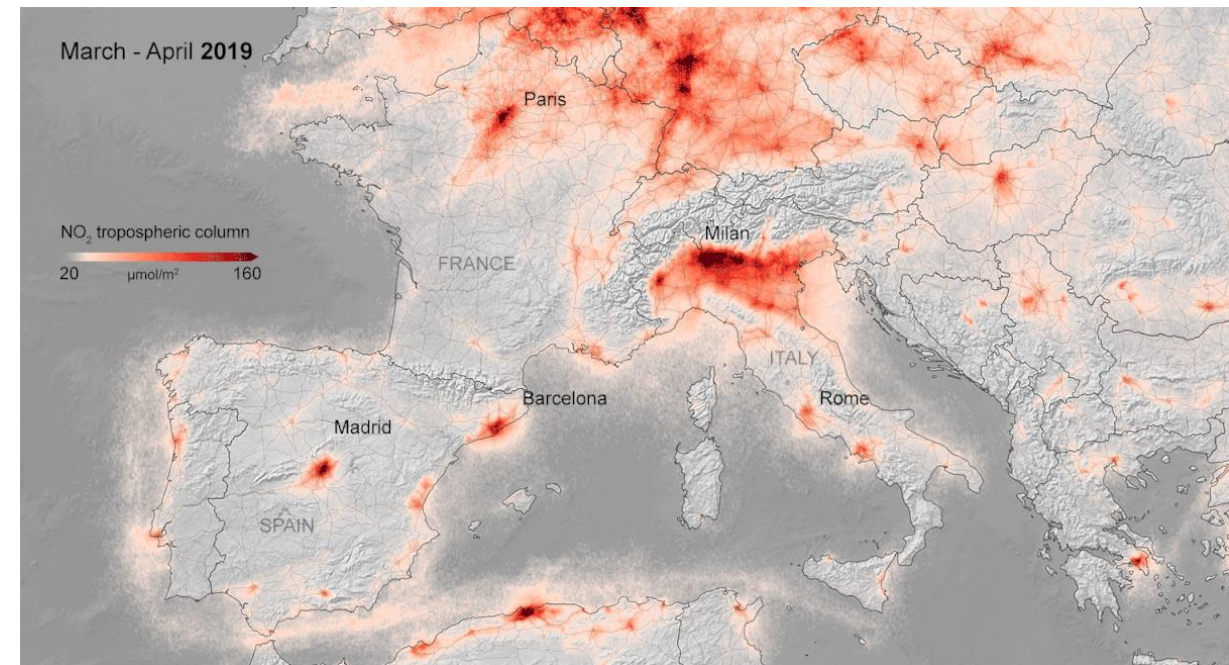 March - April 2019
Paris
NO₂ tropospheric column
20 µmol/m² 160
Milan
FRANCE
ITALY
Barcelona
Rome
Madrid
SPAIN